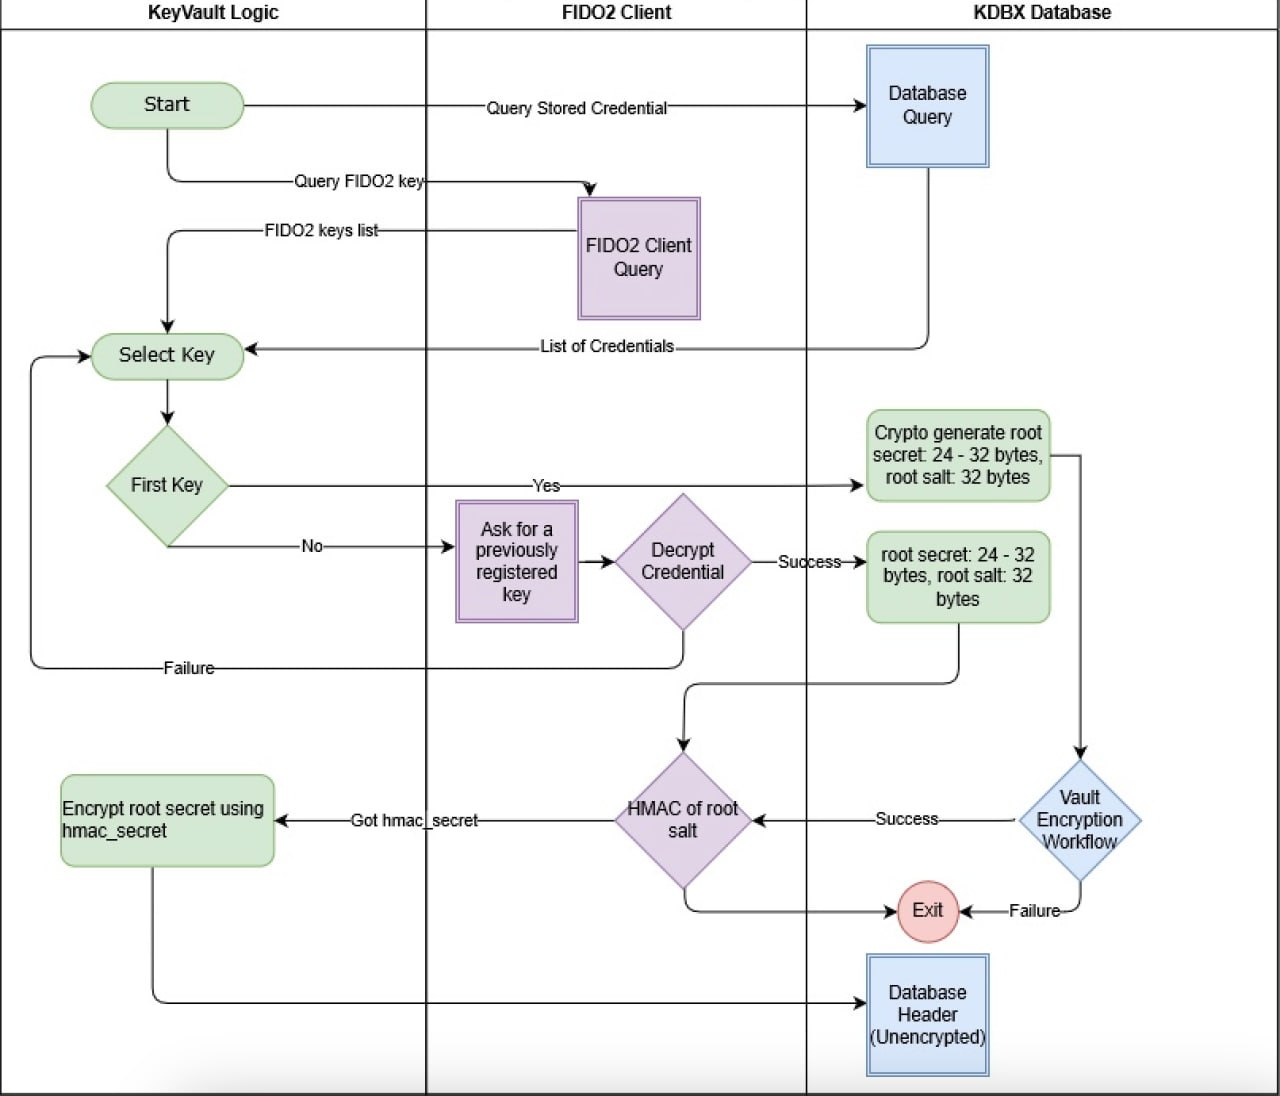 KeyVault Logic
FIDO2 Client
KDBX Database
Start
Query Stored Credential
Database
Query
Query FIDO2 key
FIDO2 keys list
FIDO2 Client
Query
Select Key
List of Credentials
Crypto generate root
secret: 24 - 32 bytes,
root salt: 32 bytes
First Key
Yes
No
Ask for a
previously
registered
key
Decrypt
Credential
Success
root secret: 24 - 32
bytes, root salt: 32
bytes
Failure
Encrypt root secret using
hmac_secret
Got hmac_secret
HMAC of root
salt
Success
Vault
Encryption
Workflow
Exit
Failure
Database
Header
(Unencrypted)